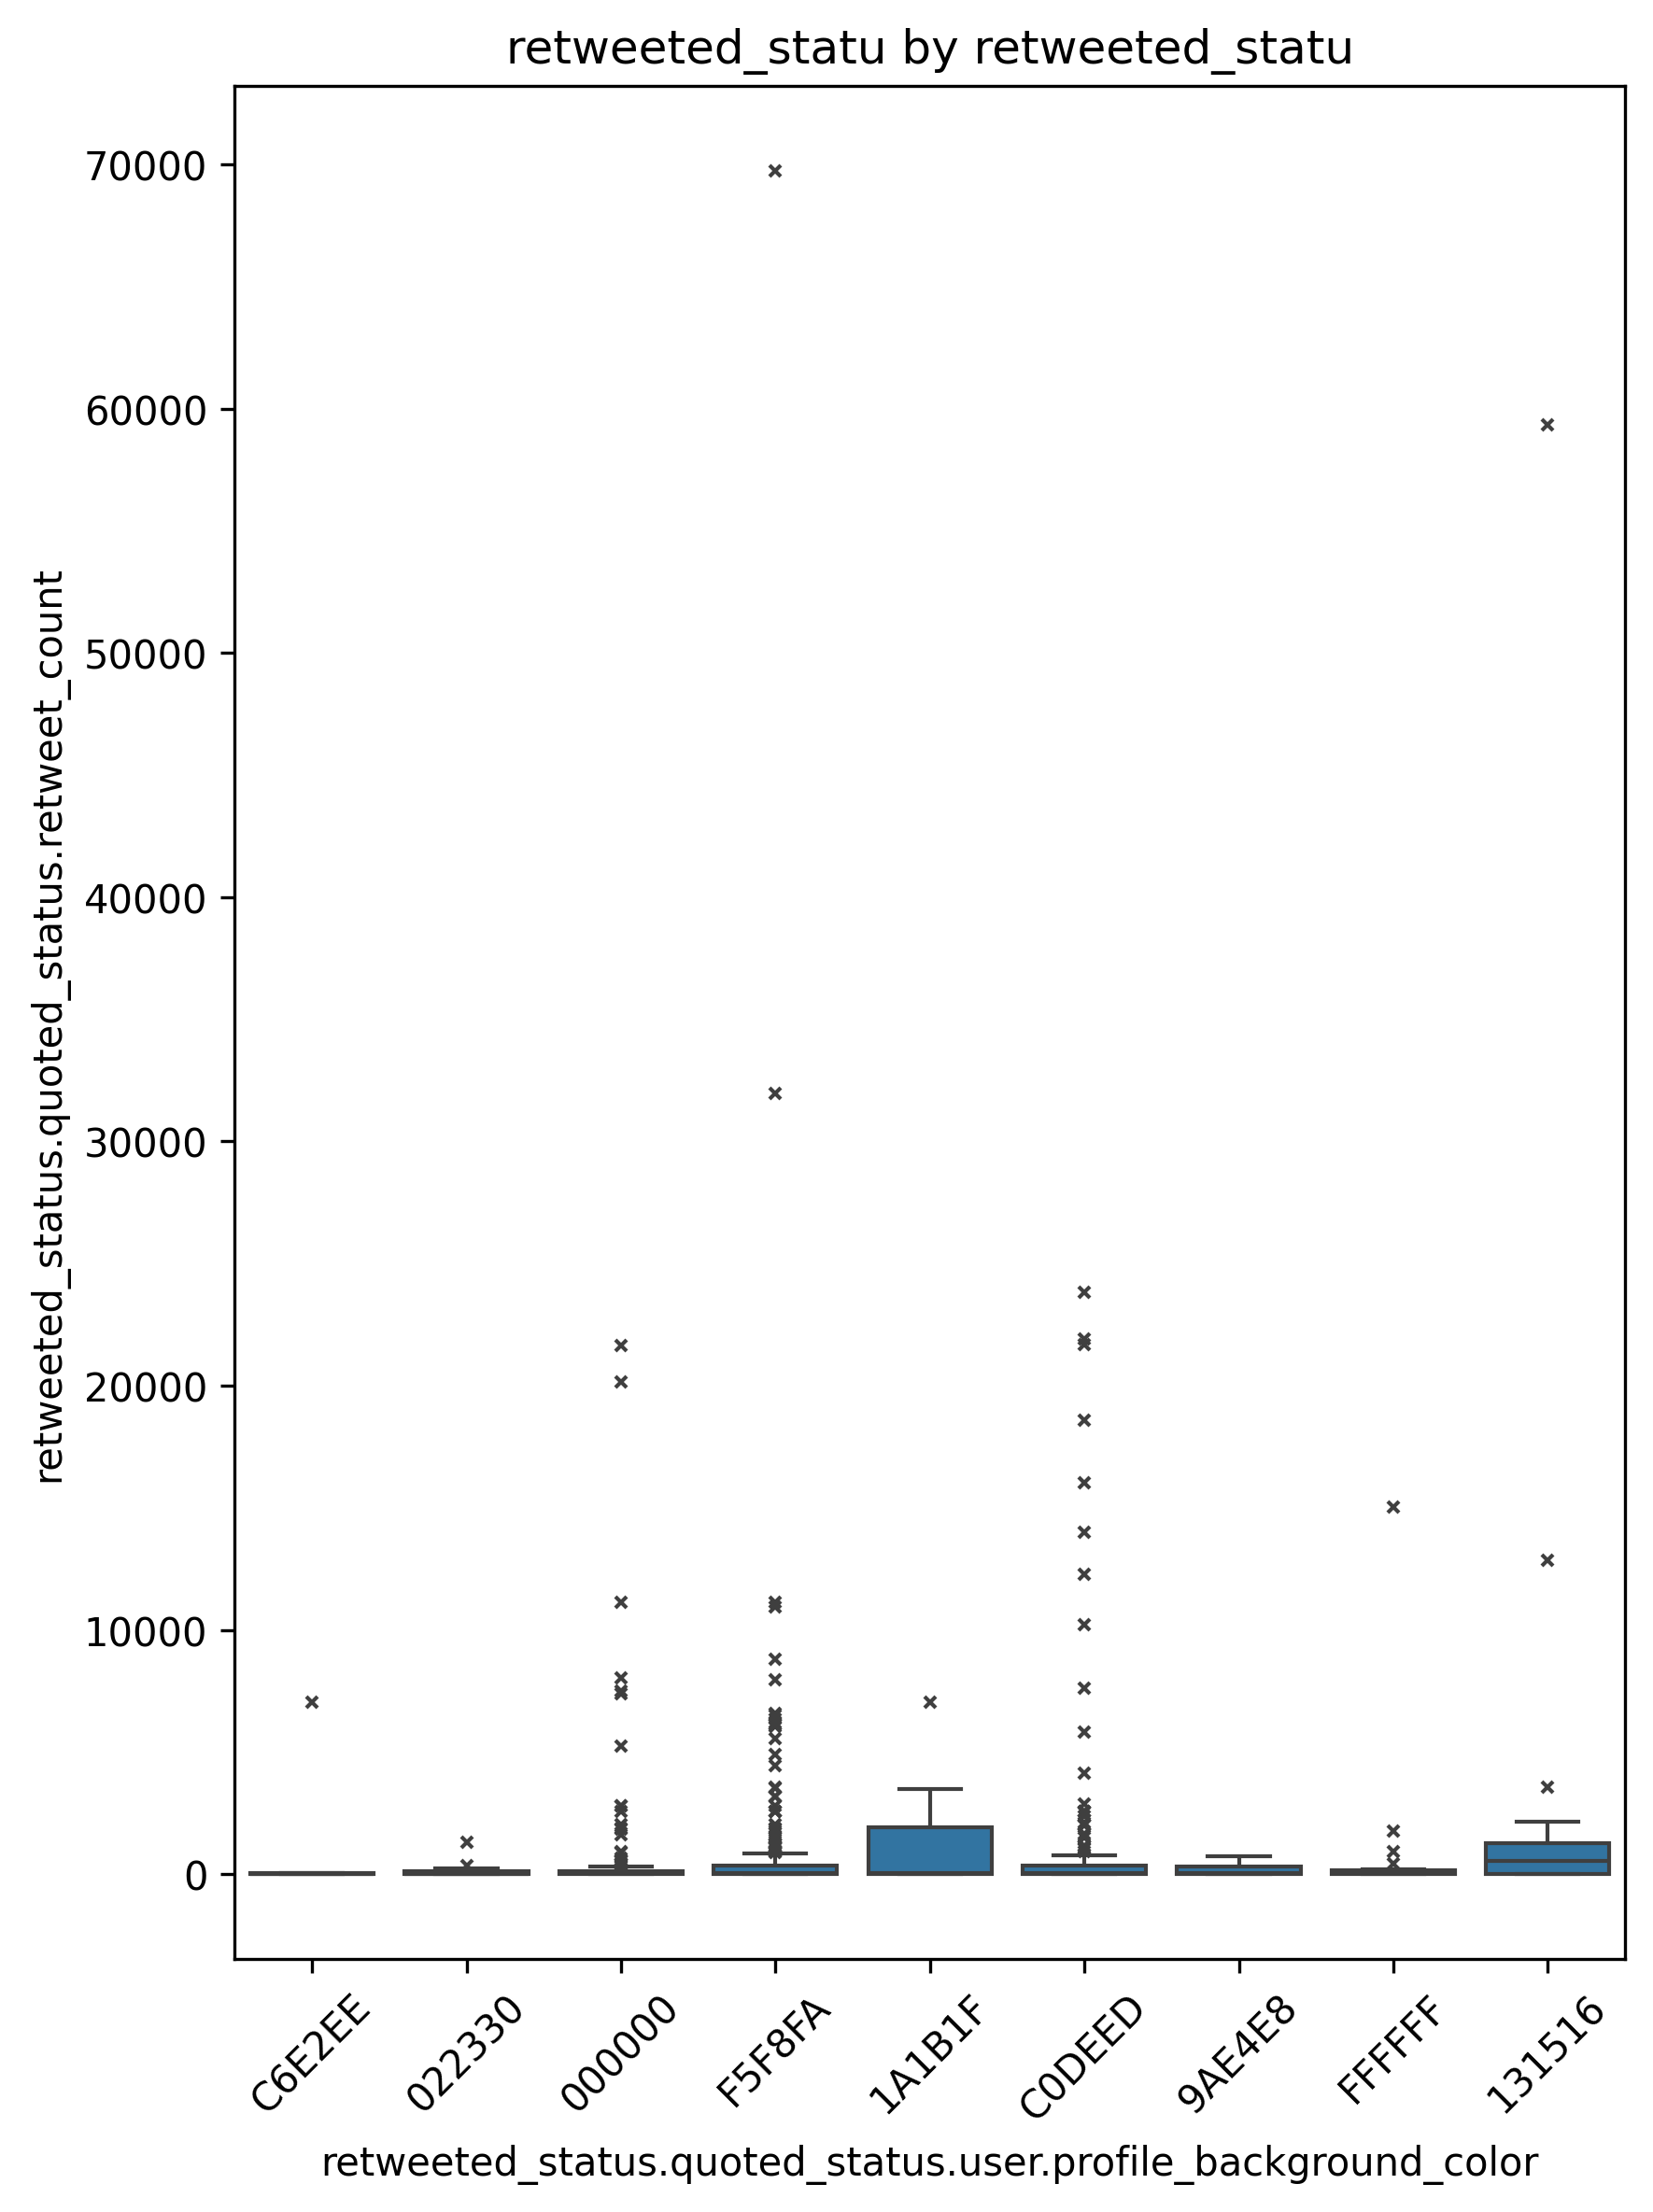 retweeted_statu by retweeted_statu
retweeted_status.quoted_status.retweet_count
70000
60000
50000
40000
30000
20000
10000
0
C6E2EE
022330
000000
F5F8FA
1A1B1F
C0DEED
9AE4E8
FFFFFF
131516
retweeted_status.quoted_status.user.profile_background_color